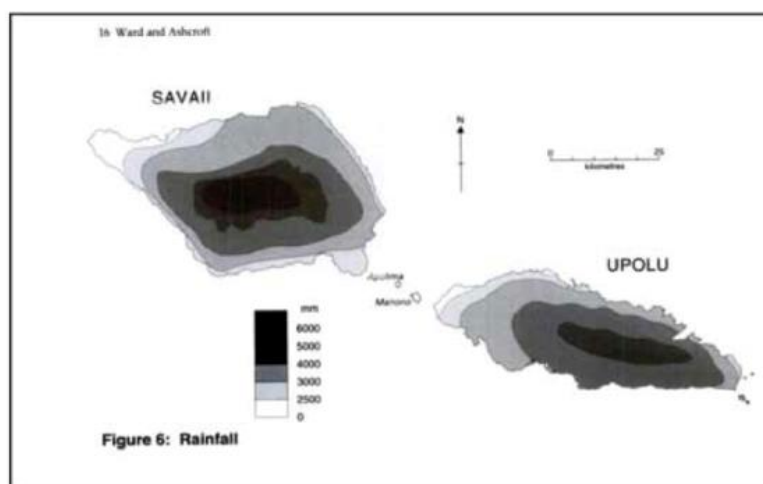 16 Ward and Ashcroft
SAVAII
N
0 25
kilometres
UPOLU
Apolima
Manono
mm
6000
5000
4000
3000
2500
0
Figure 6: Rainfall